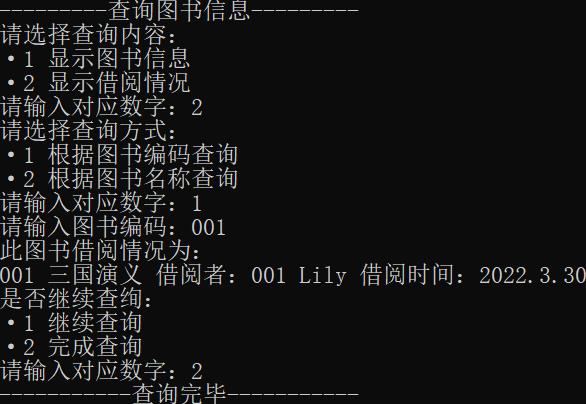 ---------查询图书信息---------
请选择查询内容：
·1 显示图书信息
·2 显示借阅情况
请输入对应数字：2
请选择查询方式：
·1 根据图书编码查询
·2 根据图书名称查询
请输入对应数字：1
请输入图书编码：001
此图书借阅情况为：
001 三国演义 借阅者：001 Lily 借阅时间：2022.3.30
是否继续查绚：
·1 继续查询
·2 完成查询
请输入对应数字：2
-----------查询完毕-----------